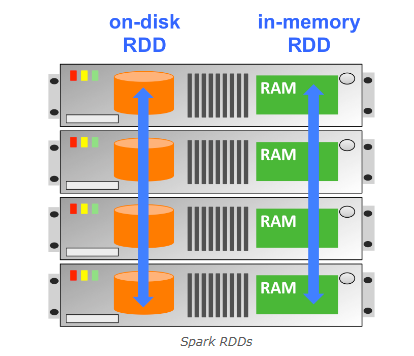 on-disk
RDD
in-memory
RDD
RAM
RAM
RAM
RAM
Spark RDDs